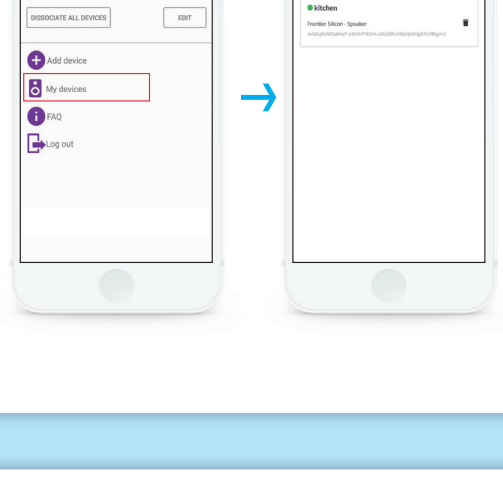 DISSOCIATE ALL DEVICES
EDIT
Add device
My devices
FAQ
Log out
kitchen
Frontier Silicon - Speaker